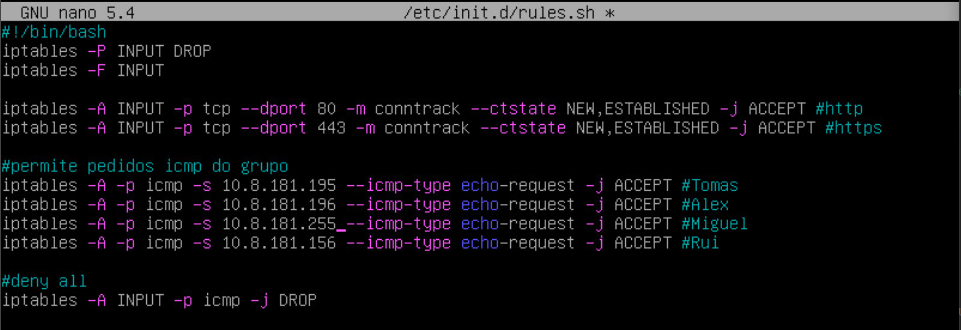 GNU nano 5.4 /etc/init.d/rules.sh *
#!/bin/bash
iptables -P INPUT DROP
iptables -F INPUT
iptables -A INPUT -p tcp --dport 80 -m conntrack --ctstate NEW,ESTABLISHED -j ACCEPT #http
iptables -A INPUT -p tcp --dport 443 -m conntrack --ctstate NEW,ESTABLISHED -j ACCEPT #https
#permite pedidos icmp do grupo
iptables -A -p icmp -s 10.8.181.195 --icmp-type echo-request -j ACCEPT #Tomas
iptables -A -p icmp -s 10.8.181.196 --icmp-type echo-request -j ACCEPT #Alex
iptables -A -p icmp -s 10.8.181.255 --icmp-type echo-request -j ACCEPT #Miguel
iptables -A -p icmp -s 10.8.181.156 --icmp-type echo-request -j ACCEPT #Rui
#deny all
iptables -A INPUT -p icmp -j DROP